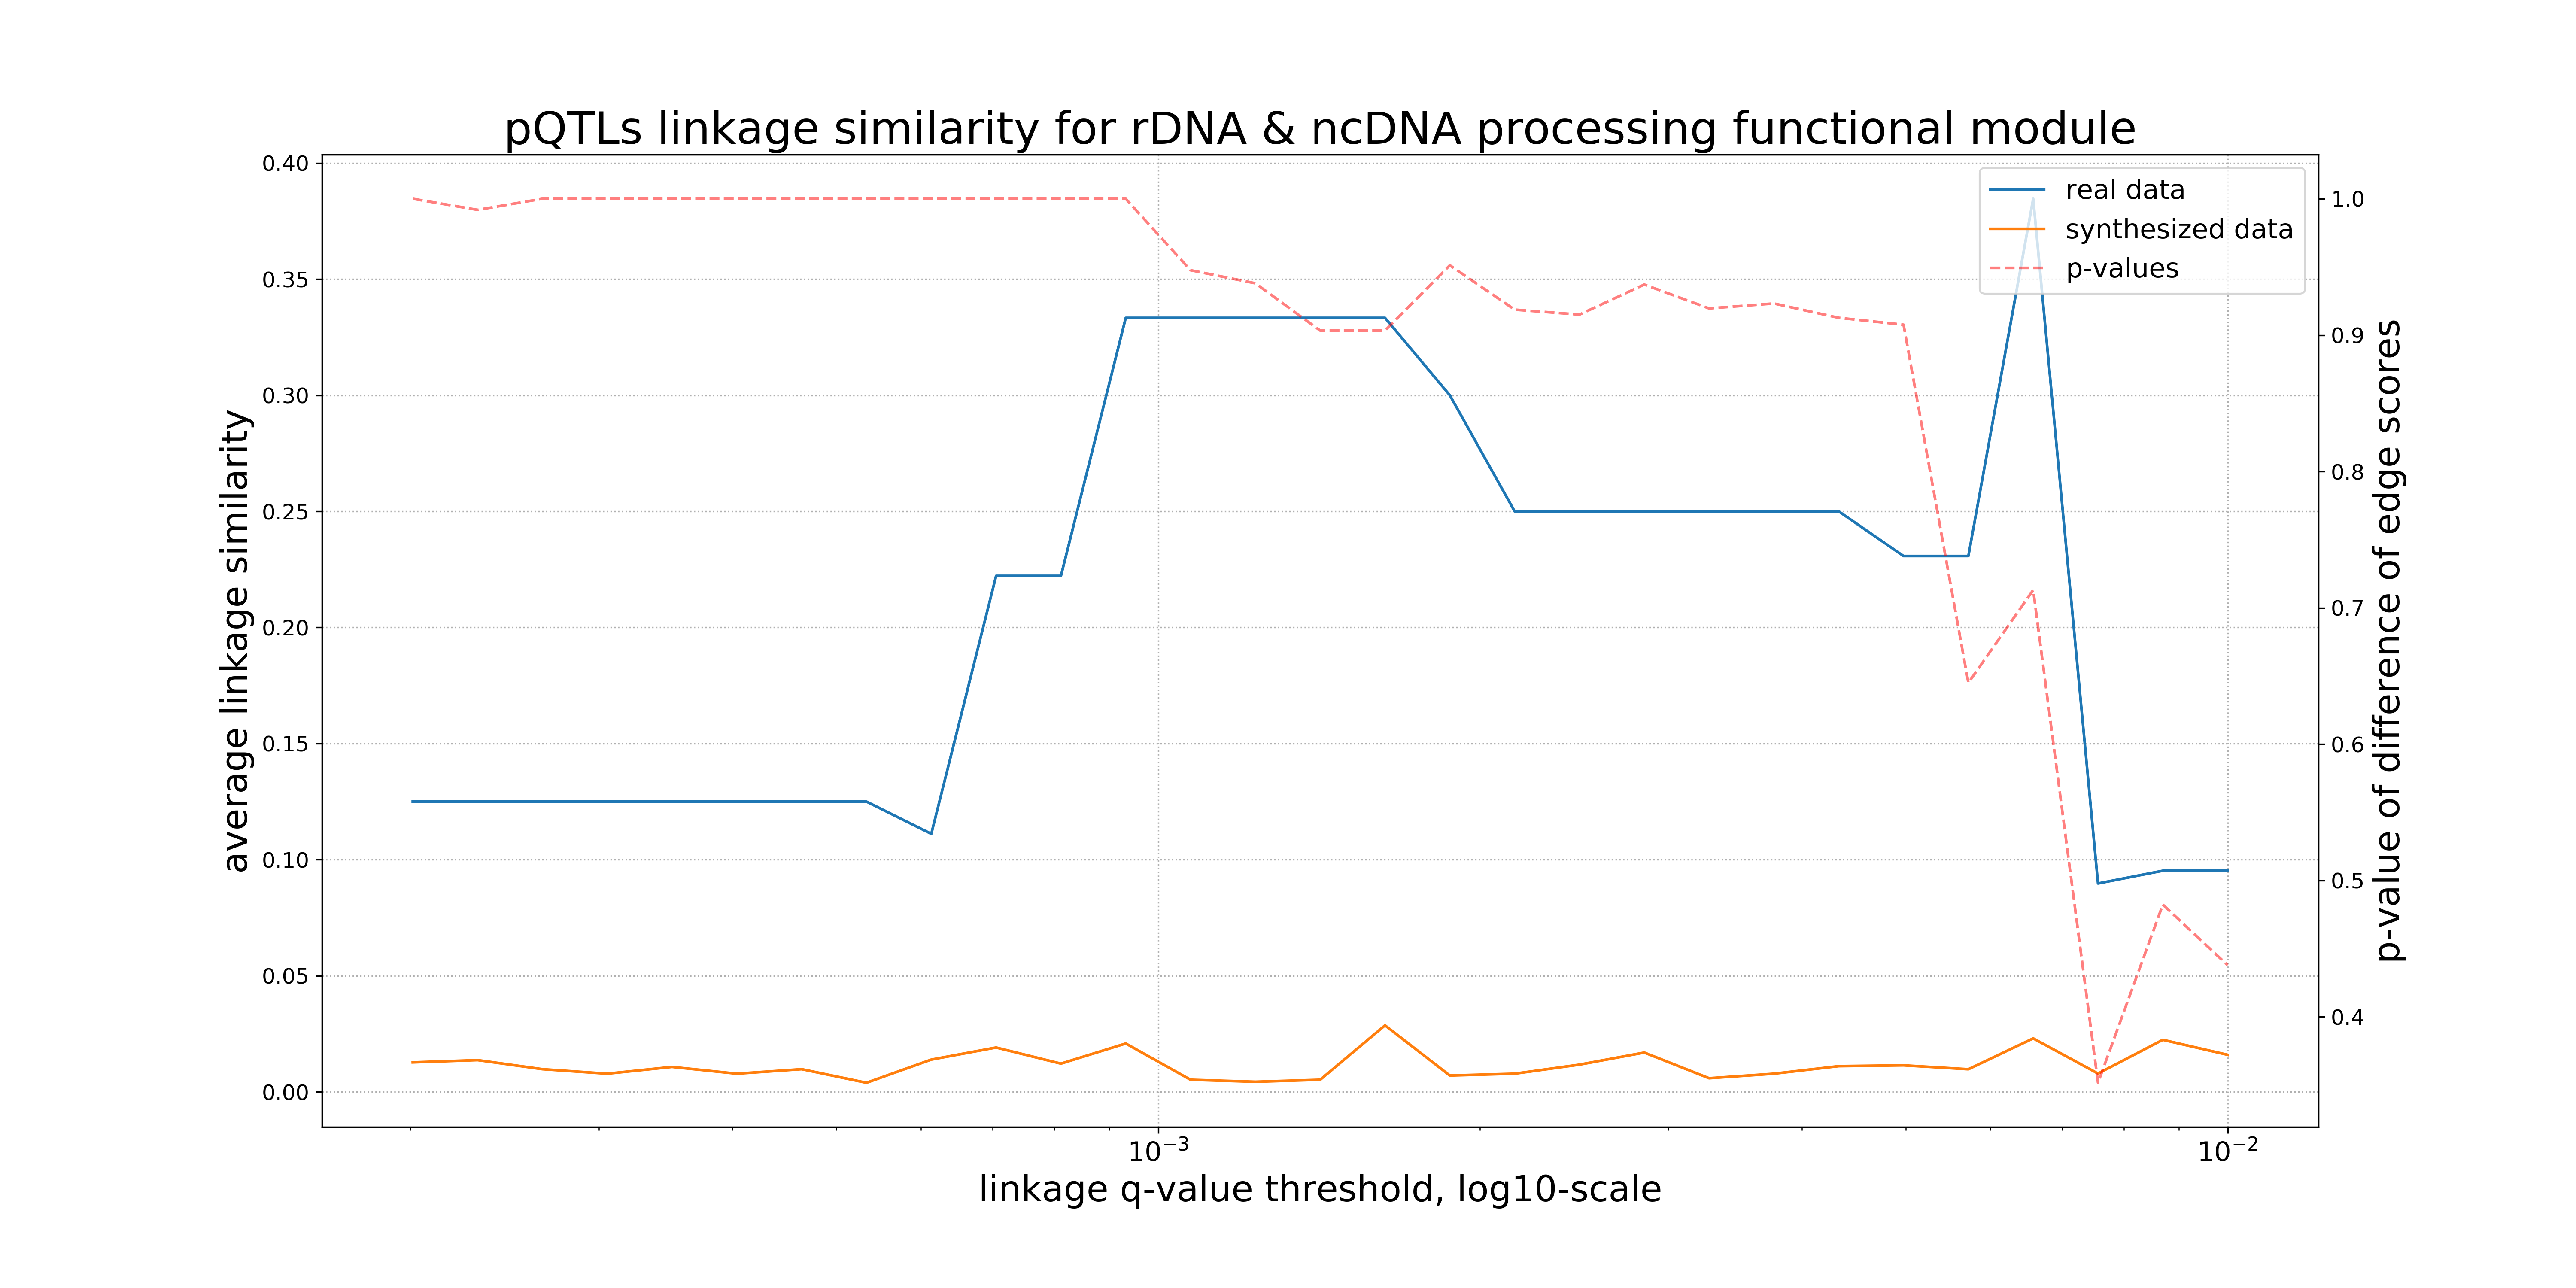 pQTLs linkage similarity for rDNA & ncDNA processing functional module
average linkage similarity
0.40
0.35
0.30
0.25
0.20
0.15
0.10
0.05
0.00
real data
synthesized data
p-values
1.0
0.9
0.8
0.7
0.6
0.5
0.4
p-value of difference of edge scores
10⁻³
10⁻²
linkage q-value threshold, log10-scale